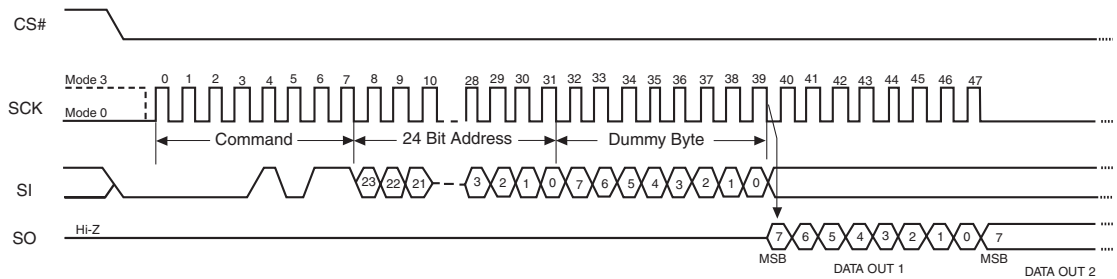 CS#
Mode 3
0 1 2 3 4 5 6 7 8 9 10 28 29 30 31 32 33 34 35 36 37 38 39 40 41 42 43 44 45 46 47
SCK
Mode 0
Command
24 Bit Address
Dummy Byte
SI
23 22 21 3 2 1 0 7 6 5 4 3 2 1 0
Hi-Z
SO
7 6 5 4 3 2 1 0 7
MSB
DATA OUT 1
MSB
DATA OUT 2